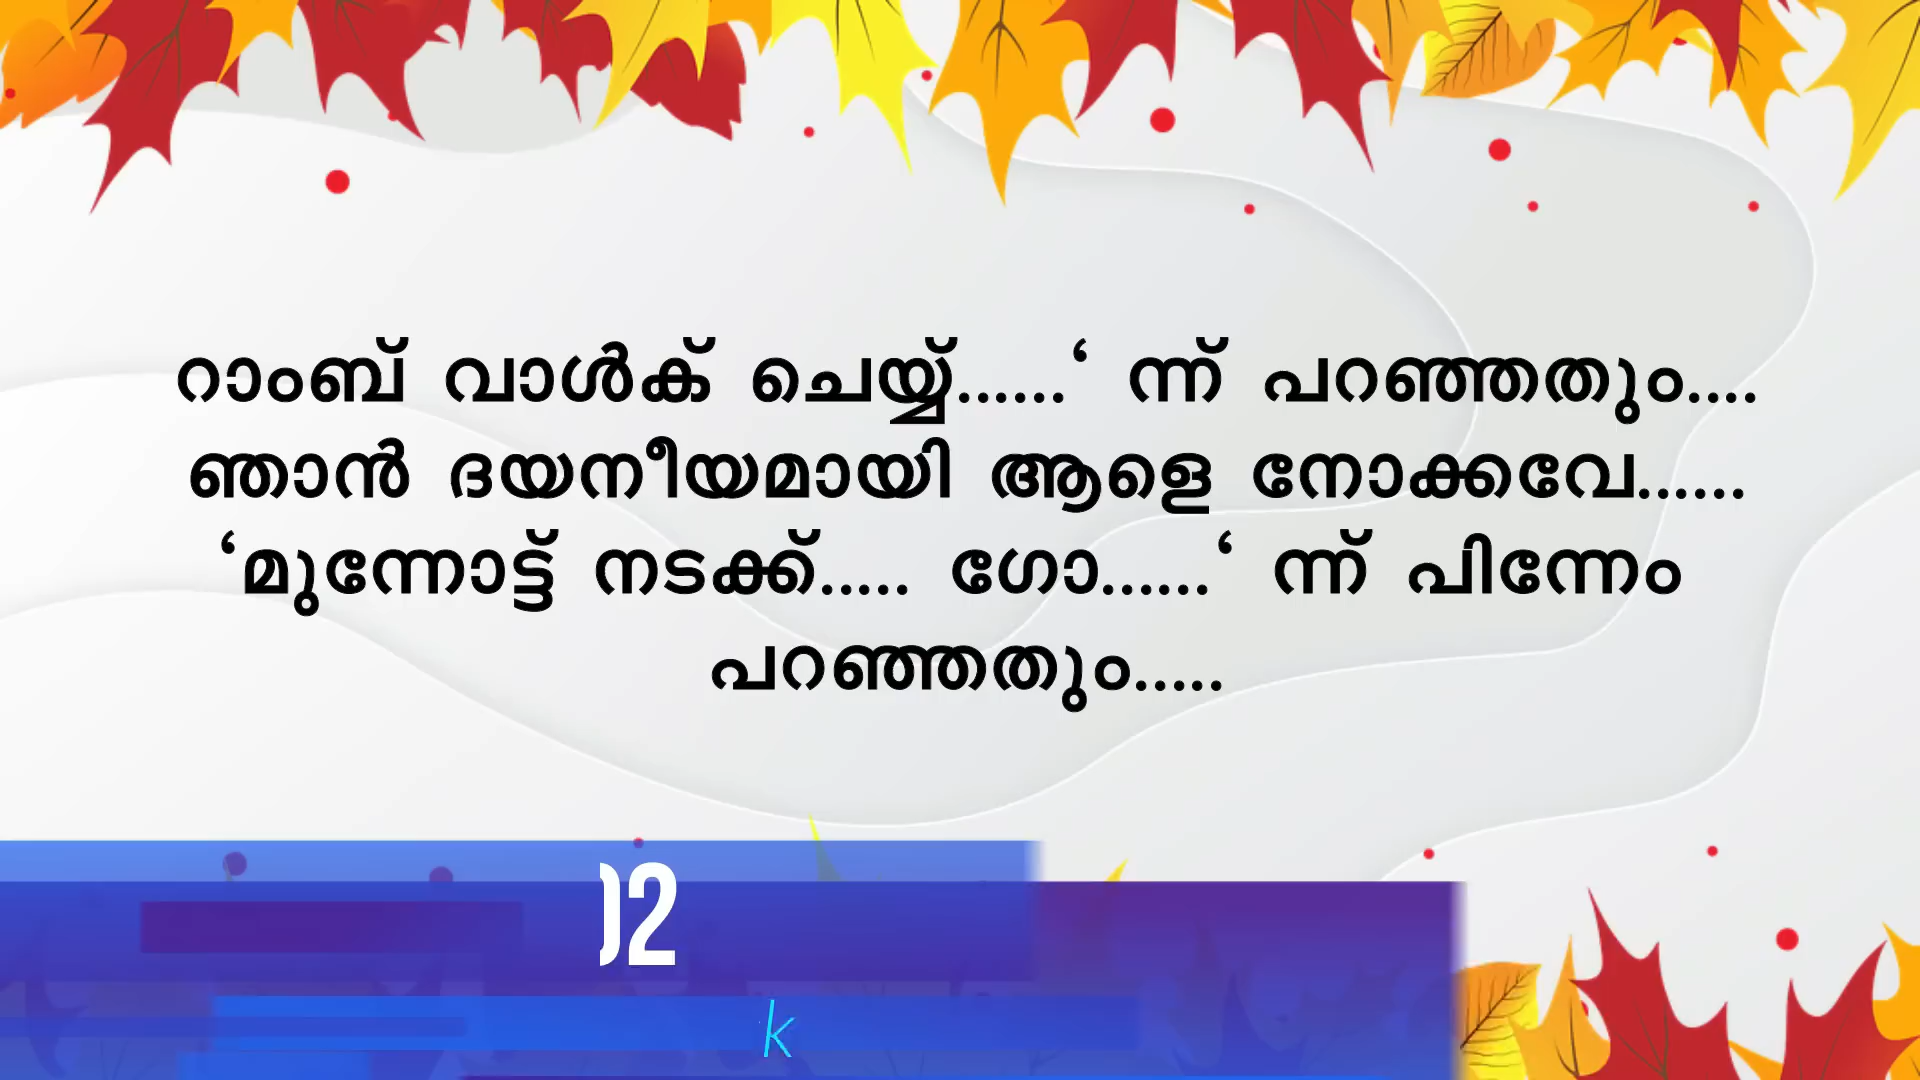 റാംബ് വാൾക് ചെയ്യ്......‘ ന്ന് പറഞ്ഞതും....
ഞാൻ ദയനീയമായി ആളെ നോക്കവേ......
‘മുന്നോട്ട് നടക്ക്..... ഗോ......‘ ന്ന് പിന്നേം
പറഞ്ഞതും.....
2
k